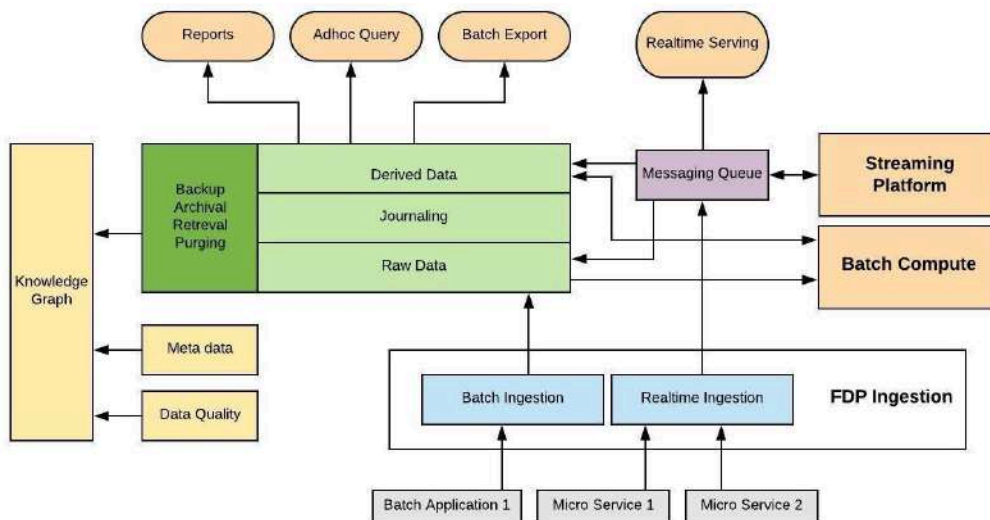 Reports
Adhoc Query
Batch Export
Realtime Serving
Backup
Archival
Retreval
Purging
Derived Data
Journaling
Raw Data
Messaging Queue
Streaming
Platform
Batch Compute
Knowledge
Graph
Meta data
Data Quality
Batch Ingestion
Realtime Ingestion
FDP Ingestion
Batch Application 1
Micro Service 1
Micro Service 2